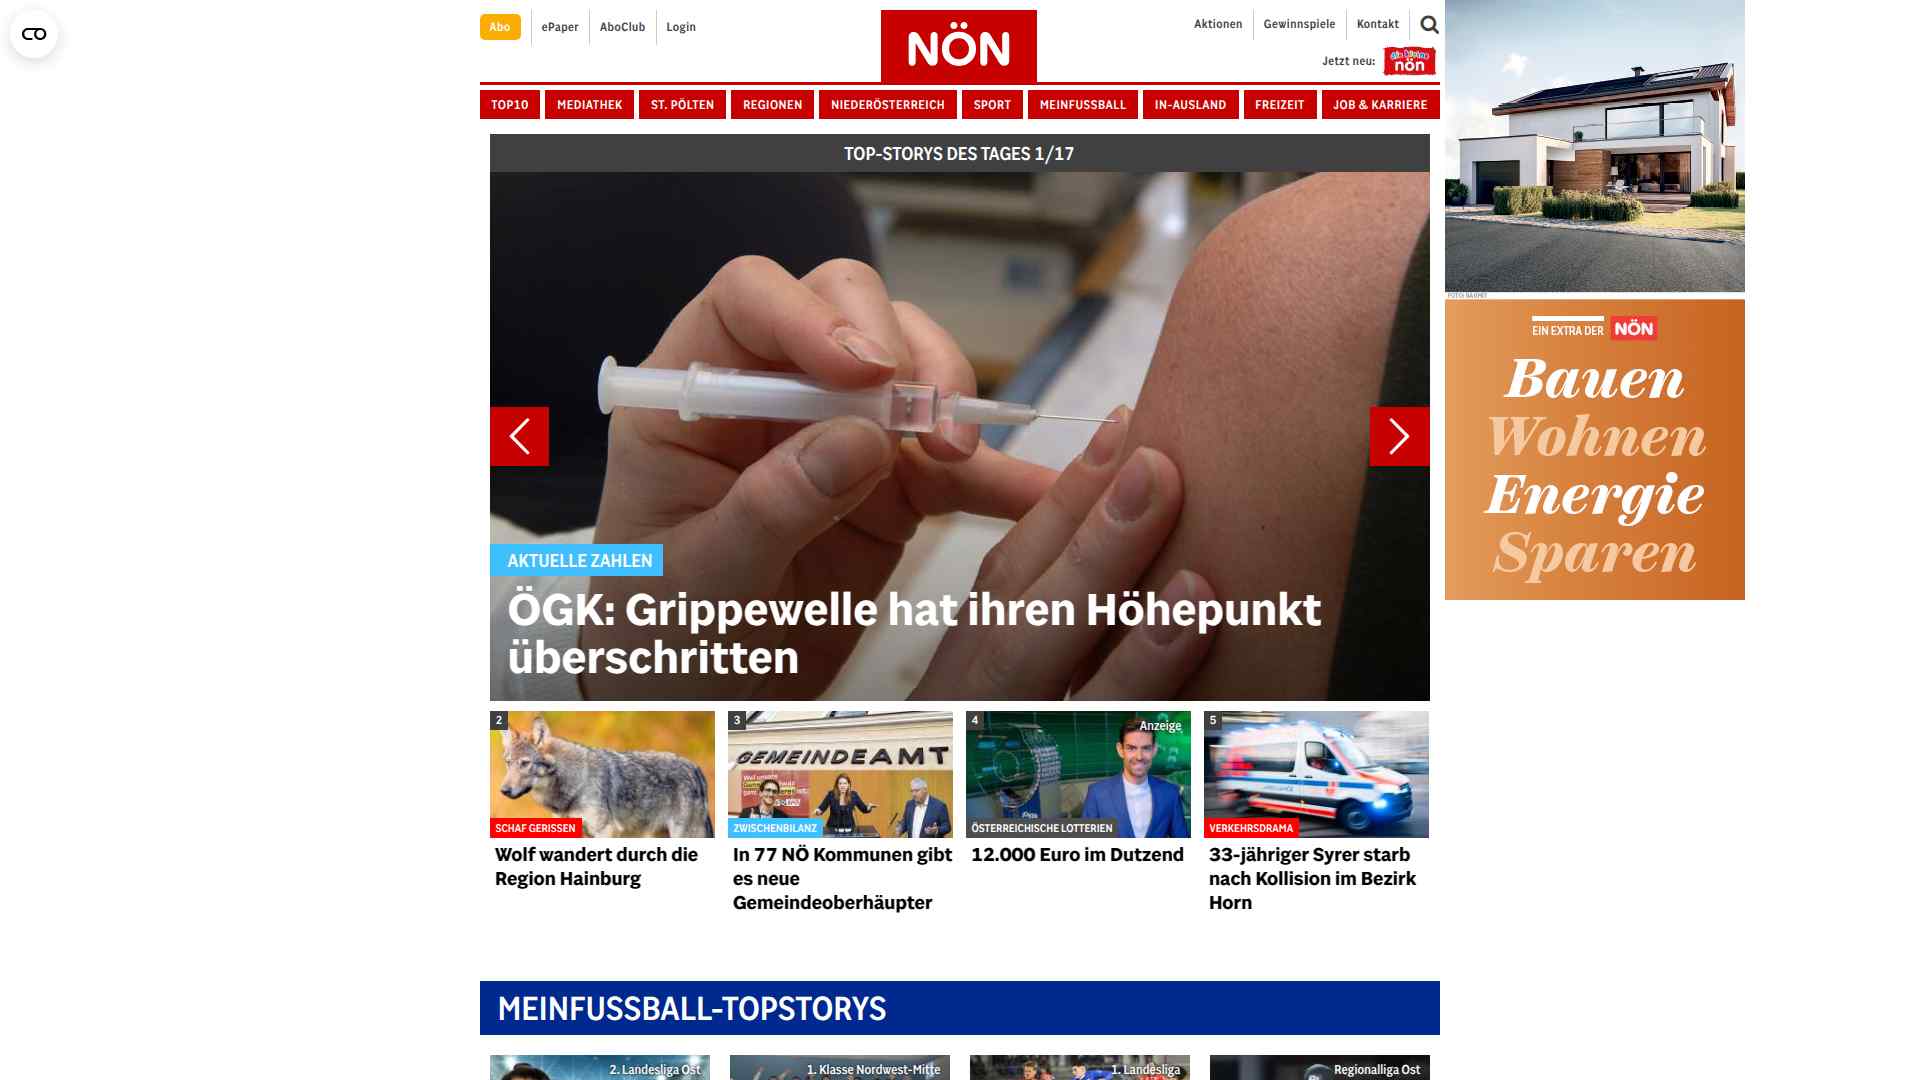 Abo
ePaper
AboClub
Login
NÖN
Aktionen
Gewinnspiele
Kontakt
Jetzt neu:
die kleine
nön
TOP10
MEDIATHEK
ST. PÖLTEN
REGIONEN
NIEDERÖSTERREICH
SPORT
MEINFUSSBALL
IN-AUSLAND
FREIZEIT
JOB & KARRIERE
TOP-STORYS DES TAGES 1/17
AKTUELLE ZAHLEN
ÖGK: Grippewelle hat ihren Höhepunkt
überschritten
EIN EXTRA DER NÖN
Bauen
Wohnen
Energie
Sparen
2
SCHAF GERISSEN
Wolf wandert durch die
Region Hainburg
3
GEMEINDEAMT
ZWISCHENBILANZ
In 77 NÖ Kommunen gibt
es neue
Gemeindeoberhäupter
4
Anzeige
ÖSTERREICHISCHE LOTTERIEN
12.000 Euro im Dutzend
5
VERKEHRSDRAMA
33-jähriger Syrer starb
nach Kollision im Bezirk
Horn
MEINFUSSBALL-TOPSTORYS
2. Landesliga Ost
1. Klasse Nordwest-Mitte
1. Landesliga
Regionalliga Ost